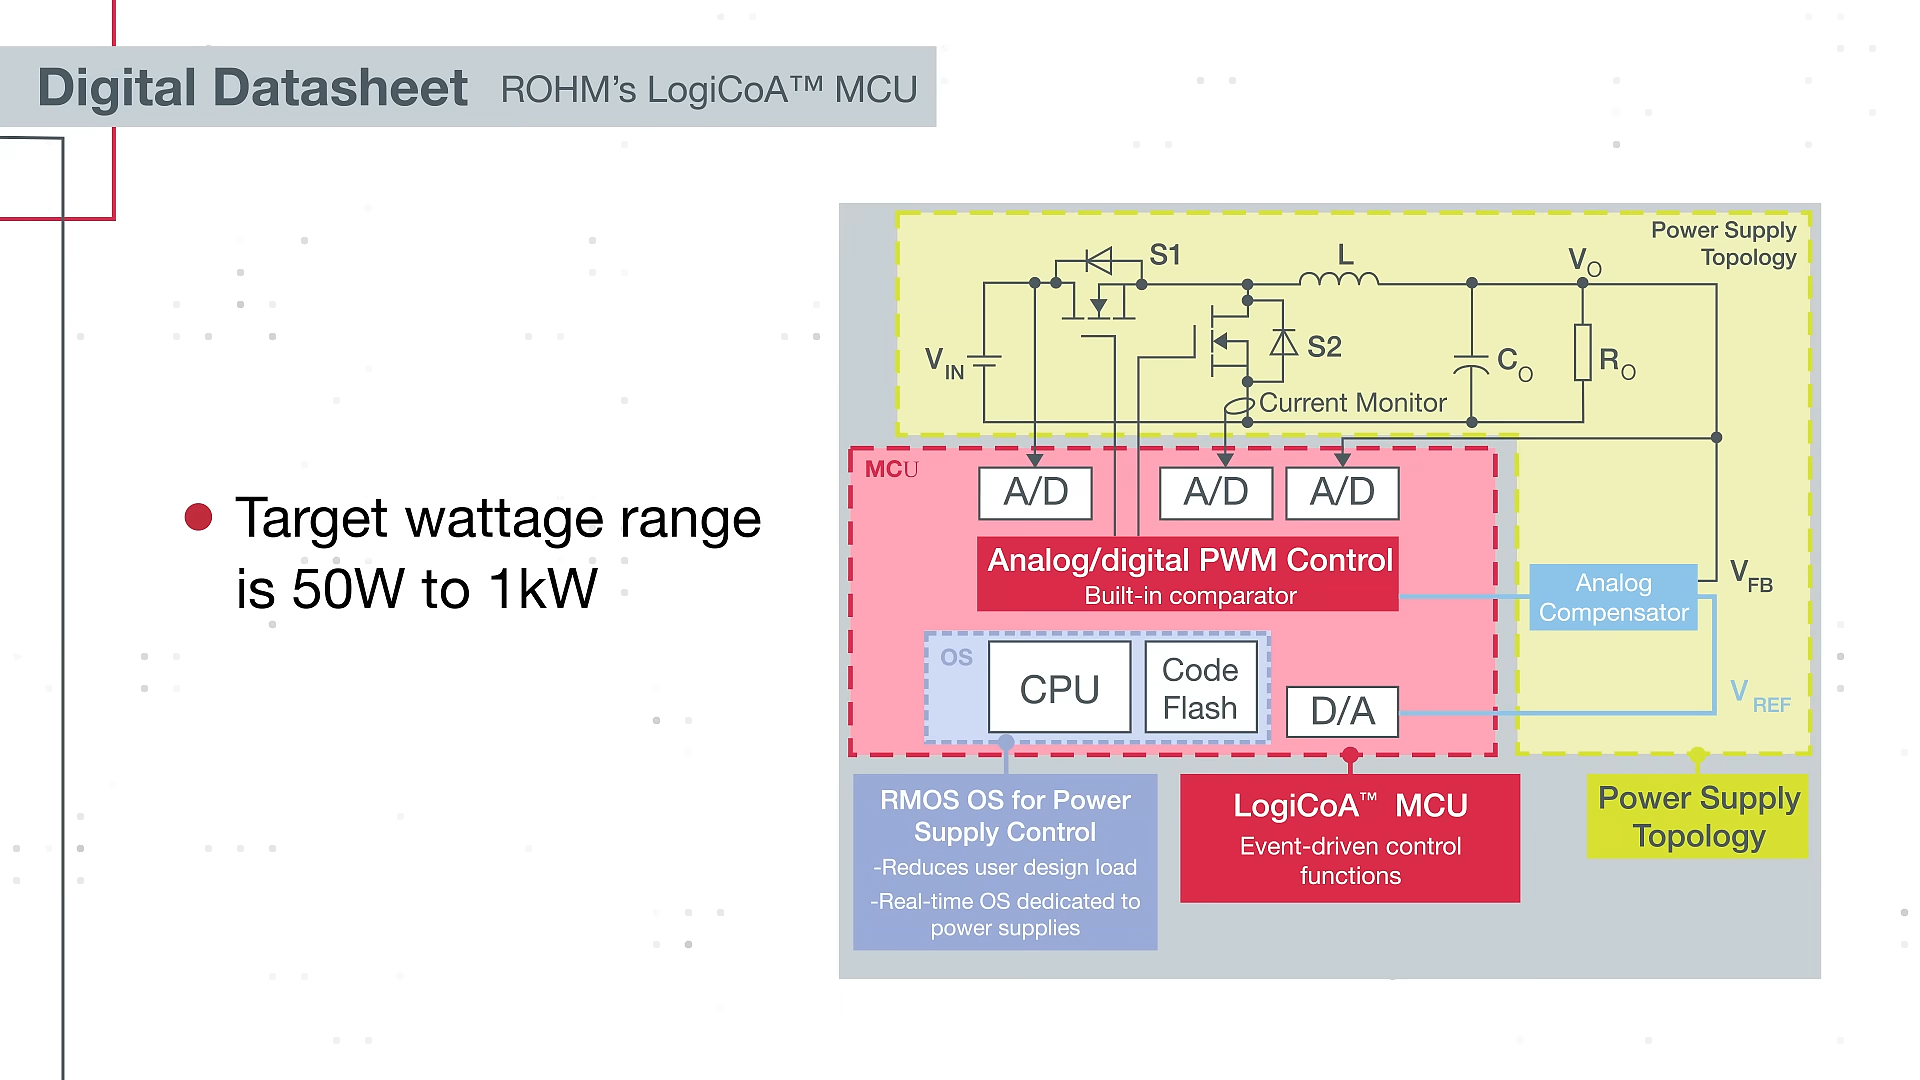 Digital Datasheet ROHM's LogiCoA™ MCU
Target wattage range
is 50W to 1kW
Power Supply
Topology
S1
L
VO
VIN
S2
CO
RO
Current Monitor
MCU
A/D
A/D
A/D
Analog/digital PWM Control
Built-in comparator
Analog
Compensator
VFB
OS
CPU
Code
Flash
D/A
V REF
RMOS OS for Power
Supply Control
-Reduces user design load
-Real-time OS dedicated to
power supplies
LogiCoA™ MCU
Event-driven control
functions
Power Supply
Topology